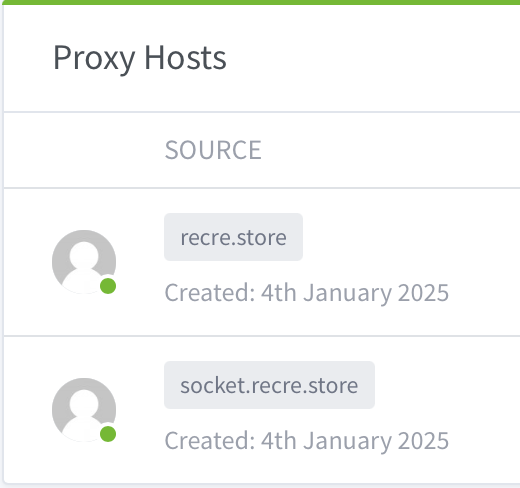 Proxy Hosts
SOURCE
recre.store
Created: 4th January 2025
socket.recre.store
Created: 4th January 2025